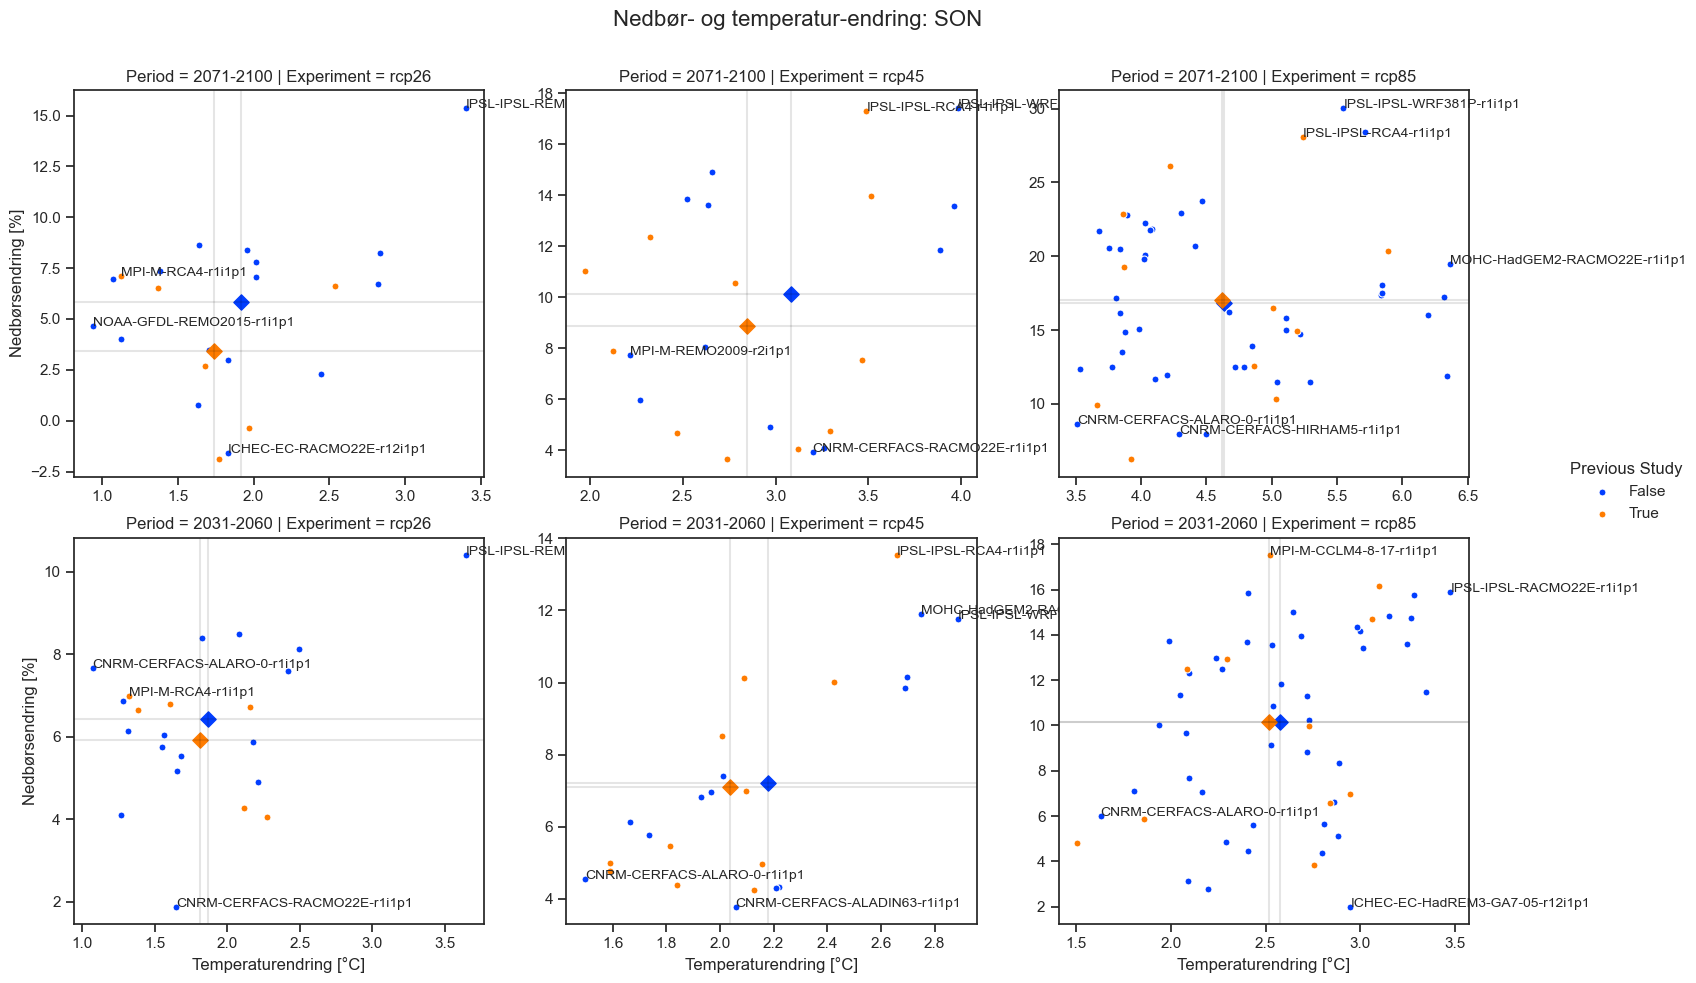 Nedbør- og temperatur-endring: SON
Period = 2071-2100 | Experiment = rcp26
Period = 2071-2100 | Experiment = rcp45
Period = 2071-2100 | Experiment = rcp85
Nedbørsendring [%]
15.0
12.5
10.0
7.5
5.0
2.5
0.0
−2.5
1.0
1.5
2.0
2.5
3.0
3.5
IPSL-IPSL-REM
MPI-M-RCA4-r1i1p1
NOAA-GFDL-REMO2015-r1i1p1
ICHEC-EC-RACMO22E-r12i1p1
18
16
14
12
10
8
6
4
2.0
2.5
3.0
3.5
4.0
IPSL-IPSL-RCA4-r1i1p1
IPSL-IPSL-WRF
MPI-M-REMO2009-r2i1p1
CNRM-CERFACS-RACMO22E-r1i1p1
30
25
20
15
10
3.5
4.0
4.5
5.0
5.5
6.0
6.5
IPSL-IPSL-WRF381P-r1i1p1
IPSL-IPSL-RCA4-r1i1p1
MOHC-HadGEM2-RACMO22E-r1i1p1
CNRM-CERFACS-ALARO-0-r1i1p1
CNRM-CERFACS-HIRHAM5-r1i1p1
Previous Study
False
True
Period = 2031-2060 | Experiment = rcp26
Period = 2031-2060 | Experiment = rcp45
Period = 2031-2060 | Experiment = rcp85
Nedbørsendring [%]
10
8
6
4
2
IPSL-IPSL-REM
CNRM-CERFACS-ALARO-0-r1i1p1
MPI-M-RCA4-r1i1p1
CNRM-CERFACS-RACMO22E-r1i1p1
1.0
1.5
2.0
2.5
3.0
3.5
Temperaturendring [°C]
14
12
10
8
6
4
IPSL-IPSL-RCA4-r1i1p1
MOHC-HadGEM2-RA
IPSL-IPSL-WRF
CNRM-CERFACS-ALARO-0-r1i1p1
CNRM-CERFACS-ALADIN63-r1i1p1
1.6
1.8
2.0
2.2
2.4
2.6
2.8
Temperaturendring [°C]
18
16
14
12
10
8
6
4
2
MPI-M-CCLM4-8-17-r1i1p1
IPSL-IPSL-RACMO22E-r1i1p1
CNRM-CERFACS-ALARO-0-r1i1p1
ICHEC-EC-HadREM3-GA7-05-r12i1p1
1.5
2.0
2.5
3.0
3.5
Temperaturendring [°C]